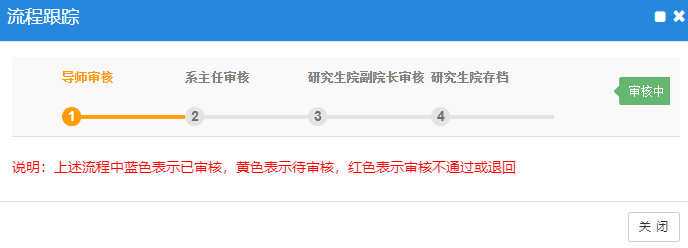 流程跟踪
导师审核 系主任审核 研究生院副院长审核 研究生院存档
审核中
1 2 3 4
说明：上述流程中蓝色表示已审核，黄色表示待审核，红色表示审核不通过或退回
关 闭